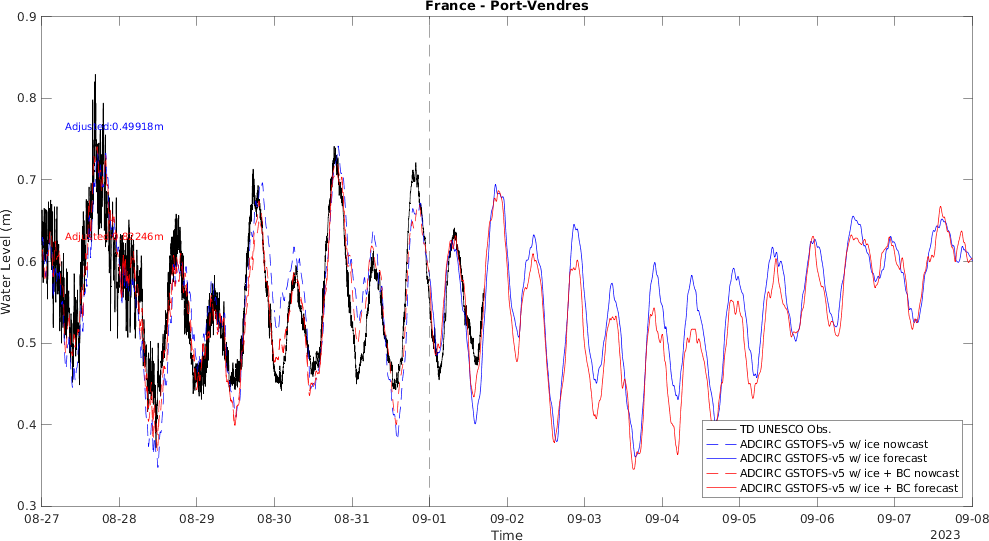 France - Port-Vendres
0.9
0.8
0.7
0.6
0.5
0.4
0.3
Water Level (m)
Adjusted:0.49918m
08-27
08-28
08-29
08-30
08-31
09-01
09-02
09-03
09-04
09-05
09-06
09-07
09-08
2023
Time
TD UNESCO Obs.
ADCIRC GSTOFS-v5 w/ ice nowcast
ADCIRC GSTOFS-v5 w/ ice forecast
ADCIRC GSTOFS-v5 w/ ice + BC nowcast
ADCIRC GSTOFS-v5 w/ ice + BC forecast